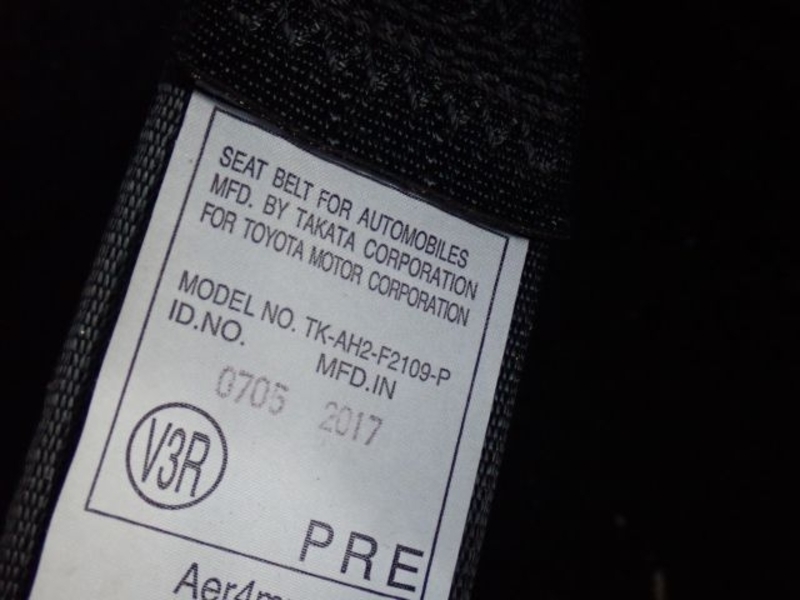 SEAT BELT FOR AUTOMOBILES
MFD. BY TAKATA CORPORATION
FOR TOYOTA MOTOR CORPORATION
MODEL NO. TK-AH2-F2109-P
ID.NO. MFD.IN
0705 2017
V3R
PRE